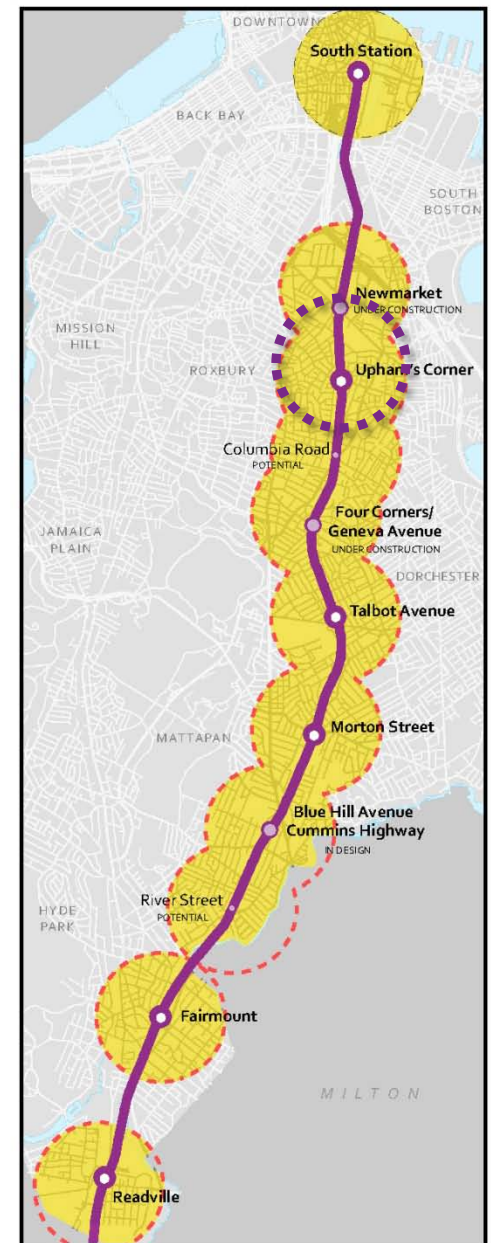 DOWNTOWN
South Station
BACK BAY
SOUTH
BOSTON
Newmarket
UNDER CONSTRUCTION
MISSION
HILL
ROXBURY
Upham's Corner
Columbia Road
POTENTIAL
Four Corners/
Geneva Avenue
UNDER CONSTRUCTION
JAMAICA
PLAIN
DORCHESTER
Talbot Avenue
Morton Street
MATTAPAN
Blue Hill Avenue
Cummins Highway
IN DESIGN
River Street
POTENTIAL
HYDE
PARK
Fairmount
MILTON
Readville